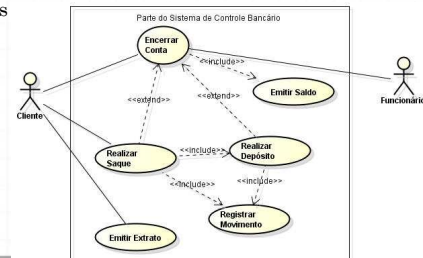 s
Parte do Sistema de Controle Bancário
Encerrar
Conta
<<include>>
<<extend>>
<<extend>>
Emitir Saldo
Cliente
Funcionário
Realizar
Saque
<<include>>
Realizar
Depósito
<<include>>
<<include>>
Registrar
Movimento
Emitir Extrato